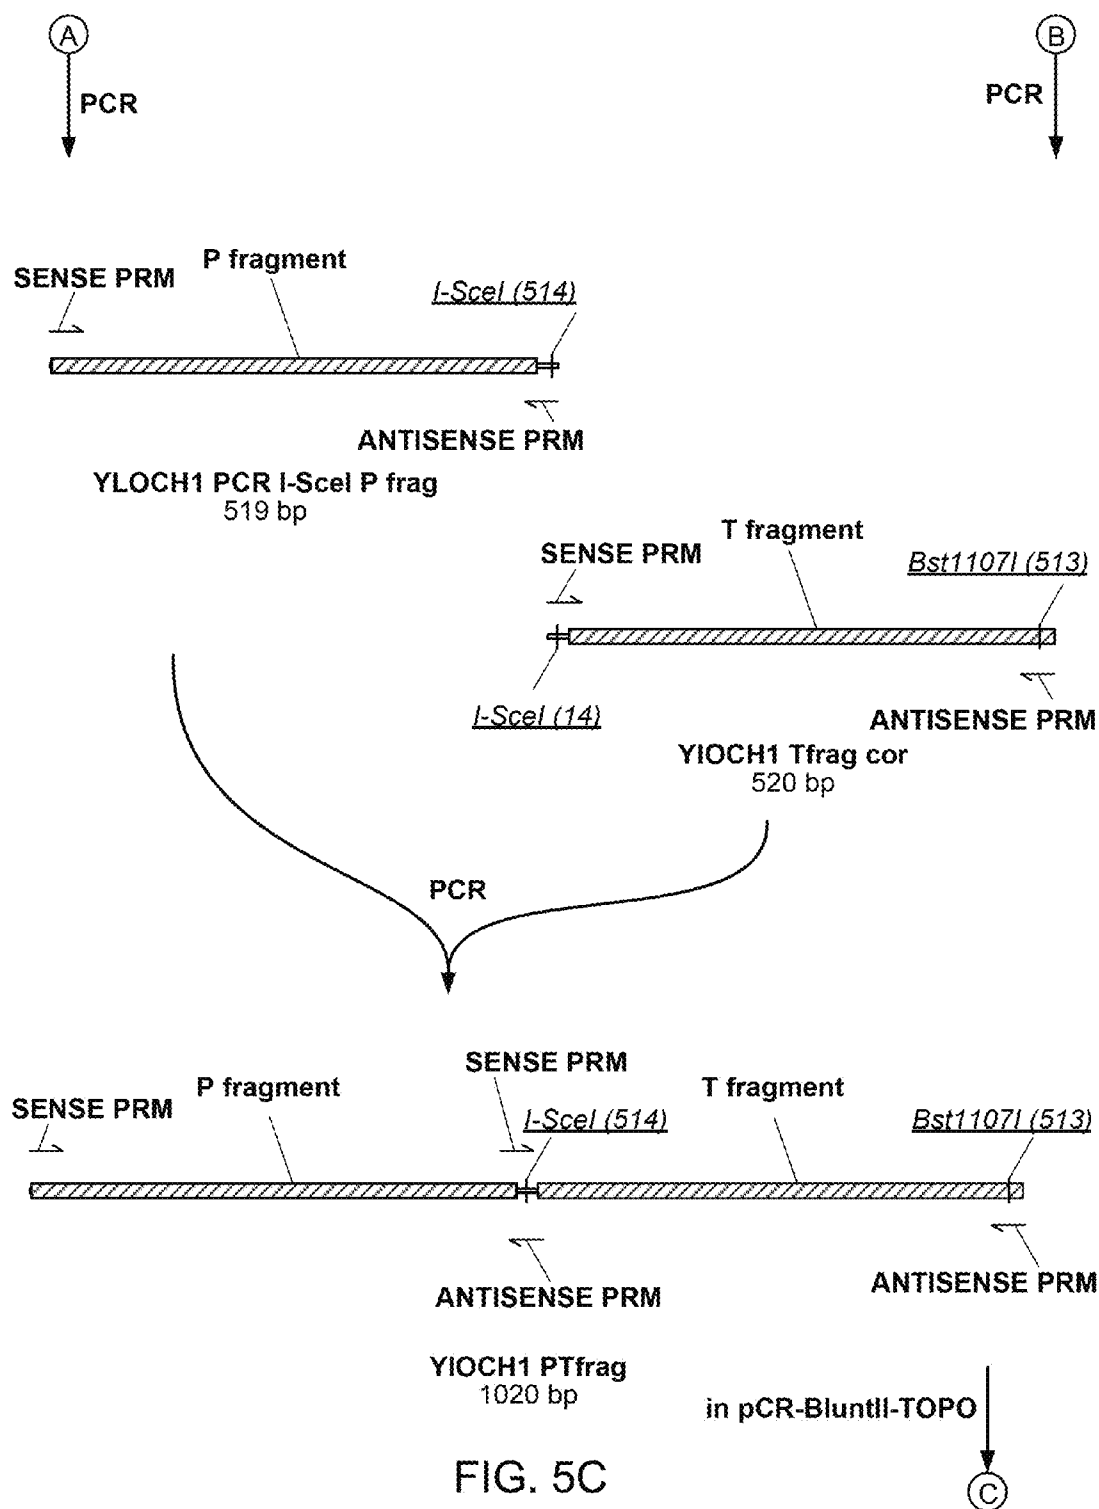 A
B
PCR
PCR
P fragment
SENSE PRM
I-SceI (514)
ANTISENSE PRM
YLOCH1 PCR I-SceI P frag
519 bp
T fragment
SENSE PRM
Bst1107I (513)
I-SceI (14)
ANTISENSE PRM
YIOCH1 Tfrag cor
520 bp
PCR
SENSE PRM
P fragment
T fragment
SENSE PRM
I-SceI (514)
Bst1107I (513)
ANTISENSE PRM
ANTISENSE PRM
YIOCH1 PTfrag
1020 bp
in pCR-BluntII-TOPO
FIG. 5C
C